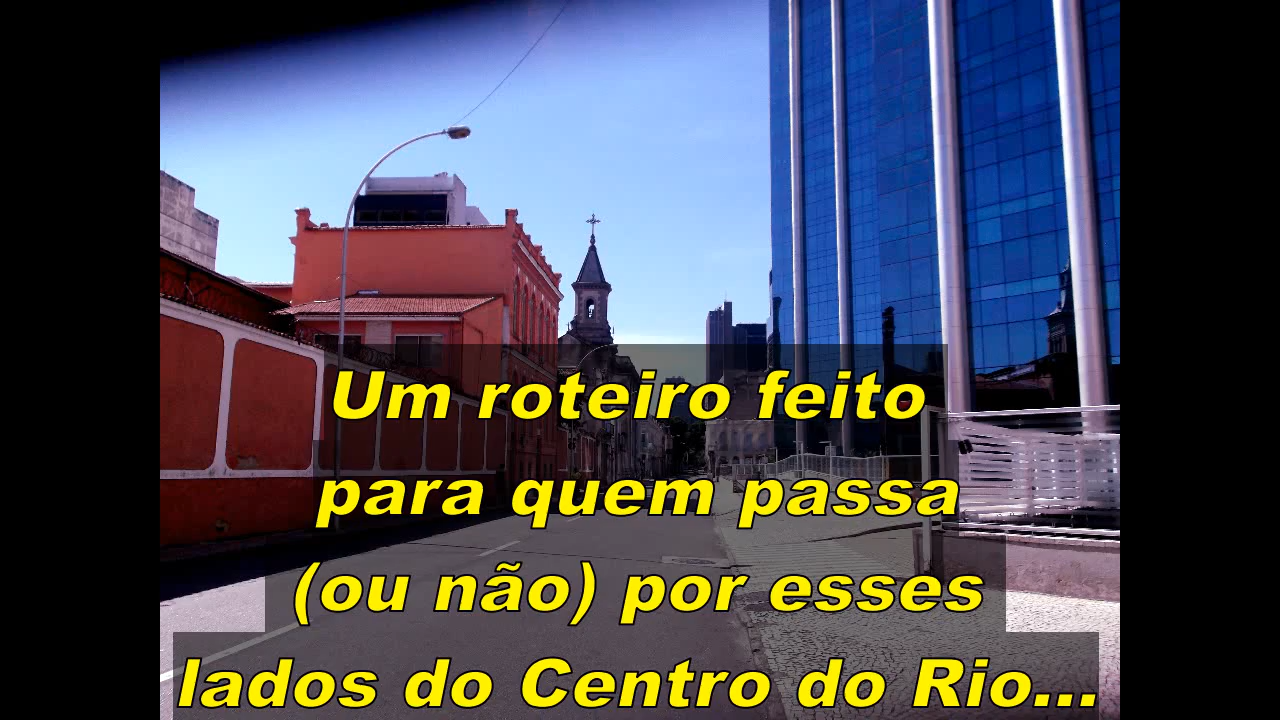 Um roteiro feito
para quem passa
(ou não) por esses
lados do Centro do Rio...